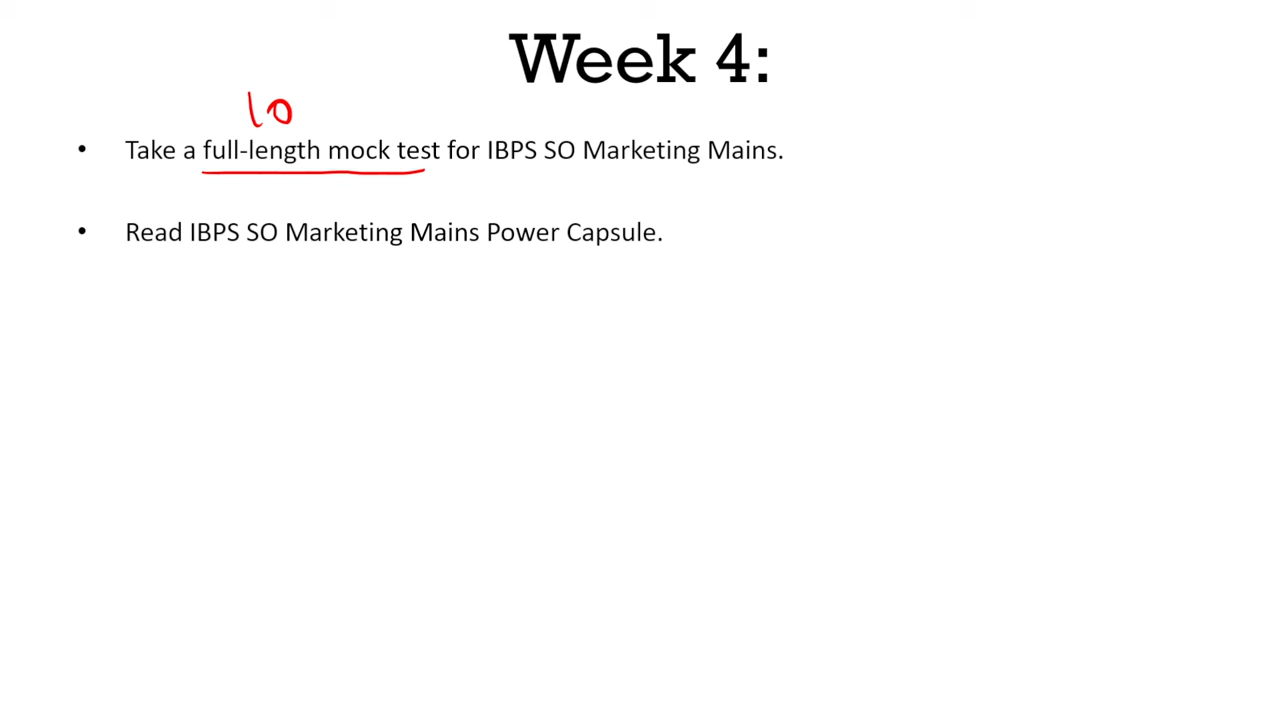 Week 4:
10
• Take a full-length mock test for IBPS SO Marketing Mains.
• Read IBPS SO Marketing Mains Power Capsule.